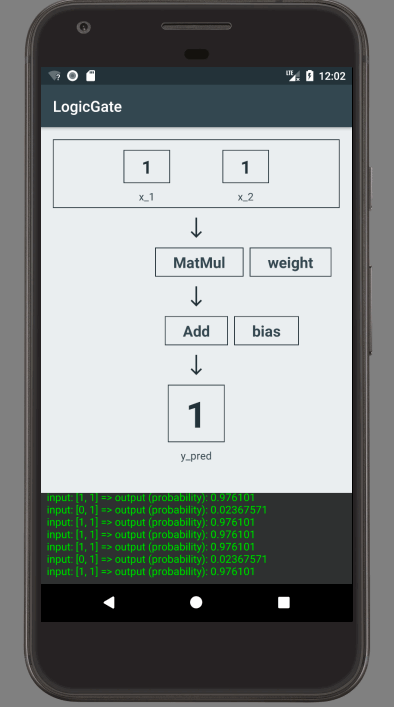 LTE 12:02
LogicGate
1 1
x_1 x_2
MatMul weight
Add bias
1
y_pred
input: [1, 1] => output (probability): 0.976101
input: [0, 1] => output (probability): 0.02367571
input: [1, 1] => output (probability): 0.976101
input: [1, 1] => output (probability): 0.976101
input: [1, 1] => output (probability): 0.976101
input: [0, 1] => output (probability): 0.02367571
input: [1, 1] => output (probability): 0.976101